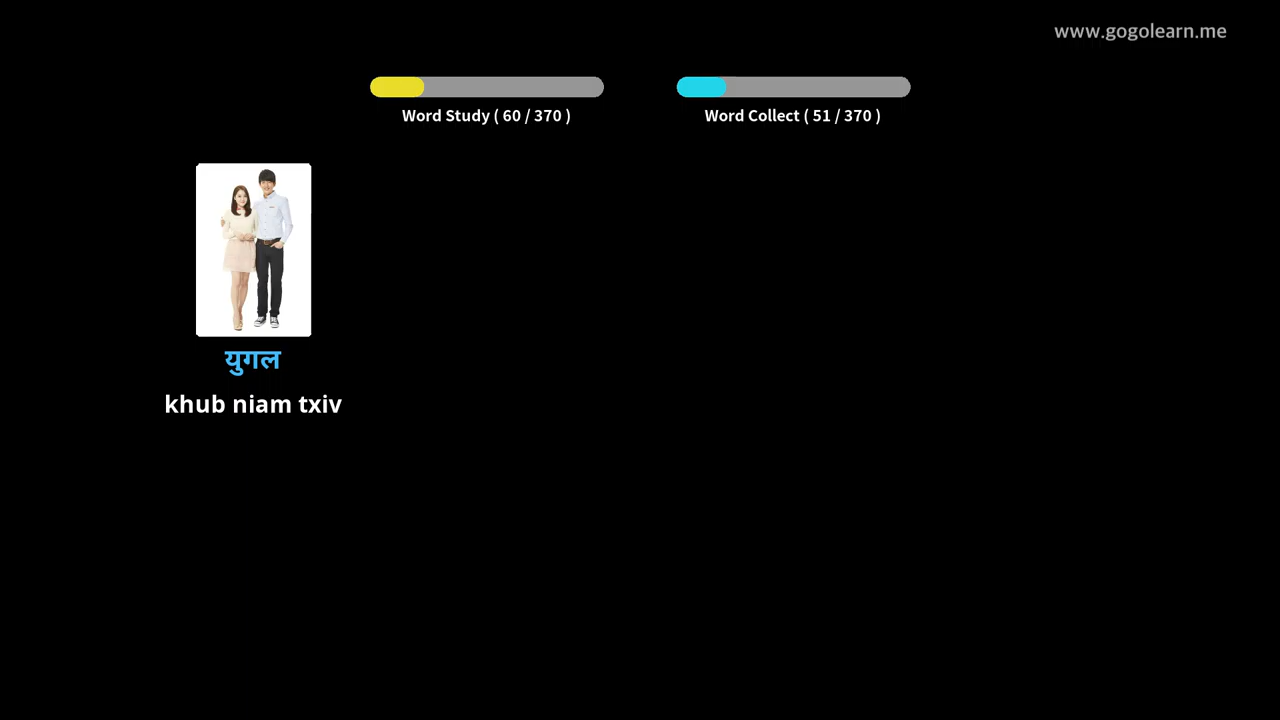 www.gogolearn.me
Word Study ( 60 / 370 )
Word Collect ( 51 / 370 )
युगल
khub niam txiv